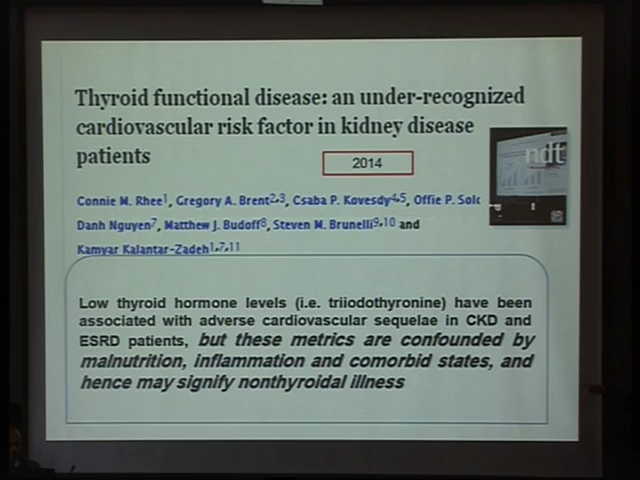 Thyroid functional disease: an under-recognized
cardiovascular risk factor in kidney disease
patients
2014
ndt
Connie M. Rhee1, Gregory A. Brent2,3, Csaba P. Kovesdy4,5, Offie P. Solc
Danh Nguyen7, Matthew J. Budoff8, Steven M. Brunelli9,10 and
Kamyar Kalantar-Zadeh1,7,11
Low thyroid hormone levels (i.e. triiodothyronine) have been
associated with adverse cardiovascular sequelae in CKD and
ESRD patients, but these metrics are confounded by
malnutrition, inflammation and comorbid states, and
hence may signify nonthyroidal illness